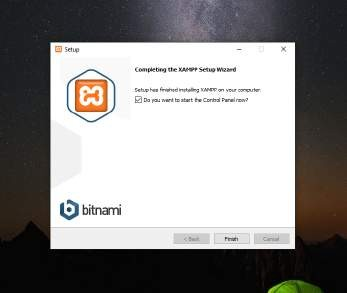 Setup
Completing the XAMPP Setup Wizard
Setup has finished installing XAMPP on your computer.
Do you want to start the Control Panel now?
bitnami
< Back
Finish
Cancel